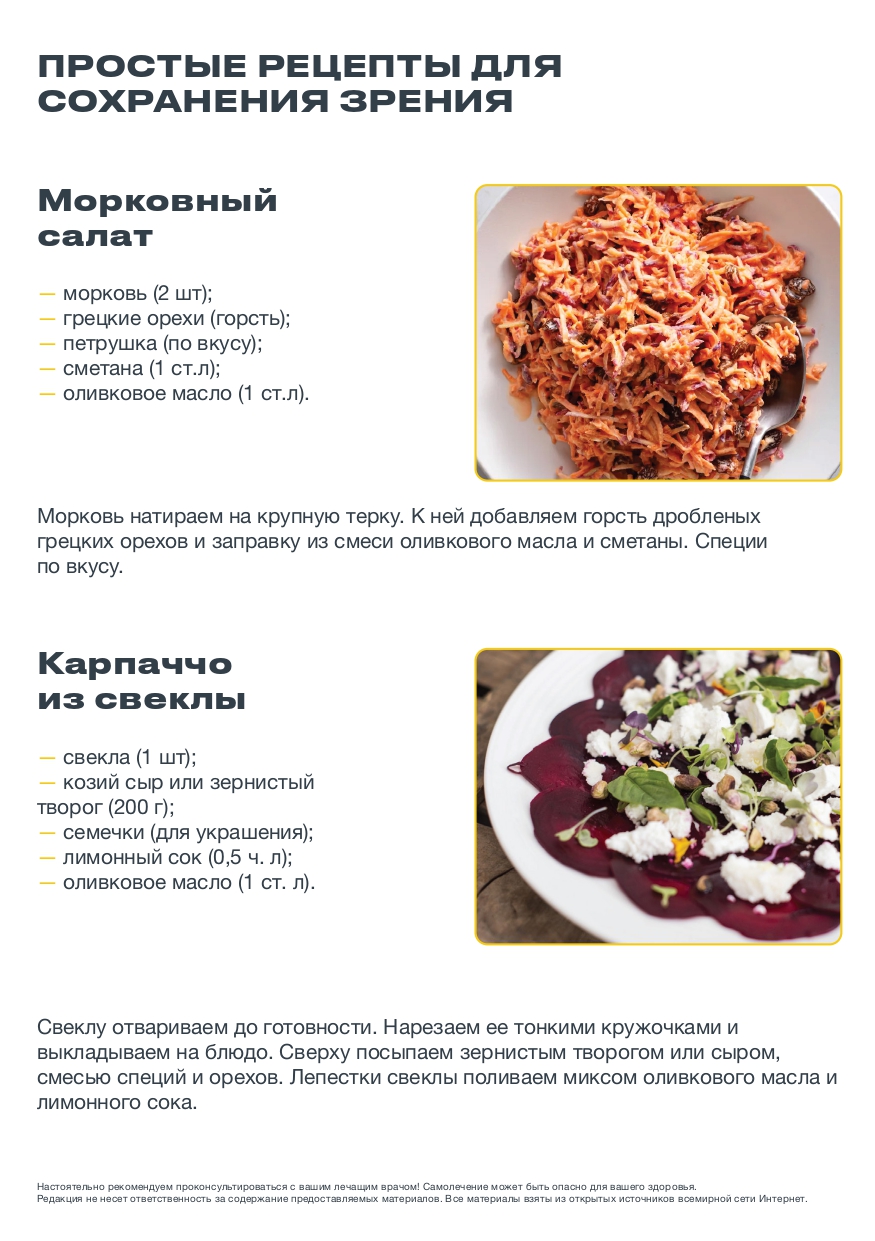 ПРОСТЫЕ РЕЦЕПТЫ ДЛЯ
СОХРАНЕНИЯ ЗРЕНИЯ
Морковный
салат
— морковь (2 шт);
— грецкие орехи (горсть);
— петрушка (по вкусу);
— сметана (1 ст.л);
— оливковое масло (1 ст.л).
Морковь натираем на крупную терку. К ней добавляем горсть дробленых
грецких орехов и заправку из смеси оливкового масла и сметаны. Специи
по вкусу.
Карпаччо
из свеклы
— свекла (1 шт);
— козий сыр или зернистый
творог (200 г);
— семечки (для украшения);
— лимонный сок (0,5 ч. л);
— оливковое масло (1 ст. л).
Свеклу отвариваем до готовности. Нарезаем ее тонкими кружочками и
выкладываем на блюдо. Сверху посыпаем зернистым творогом или сыром,
смесью специй и орехов. Лепестки свеклы поливаем миксом оливкового масла и
лимонного сока.
Настоятельно рекомендуем проконсультироваться с вашим лечащим врачом! Самолечение может быть опасно для вашего здоровья.
Редакция не несет ответственность за содержание предоставляемых материалов. Все материалы взяты из открытых источников всемирной сети Интернет.